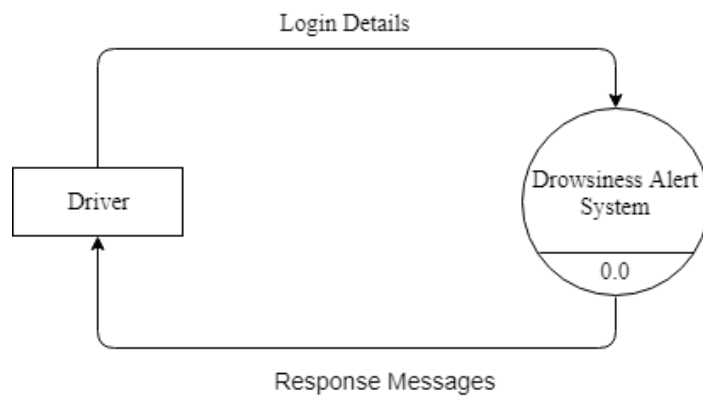 Login Details
Driver
Drowsiness Alert
System
0.0
Response Messages